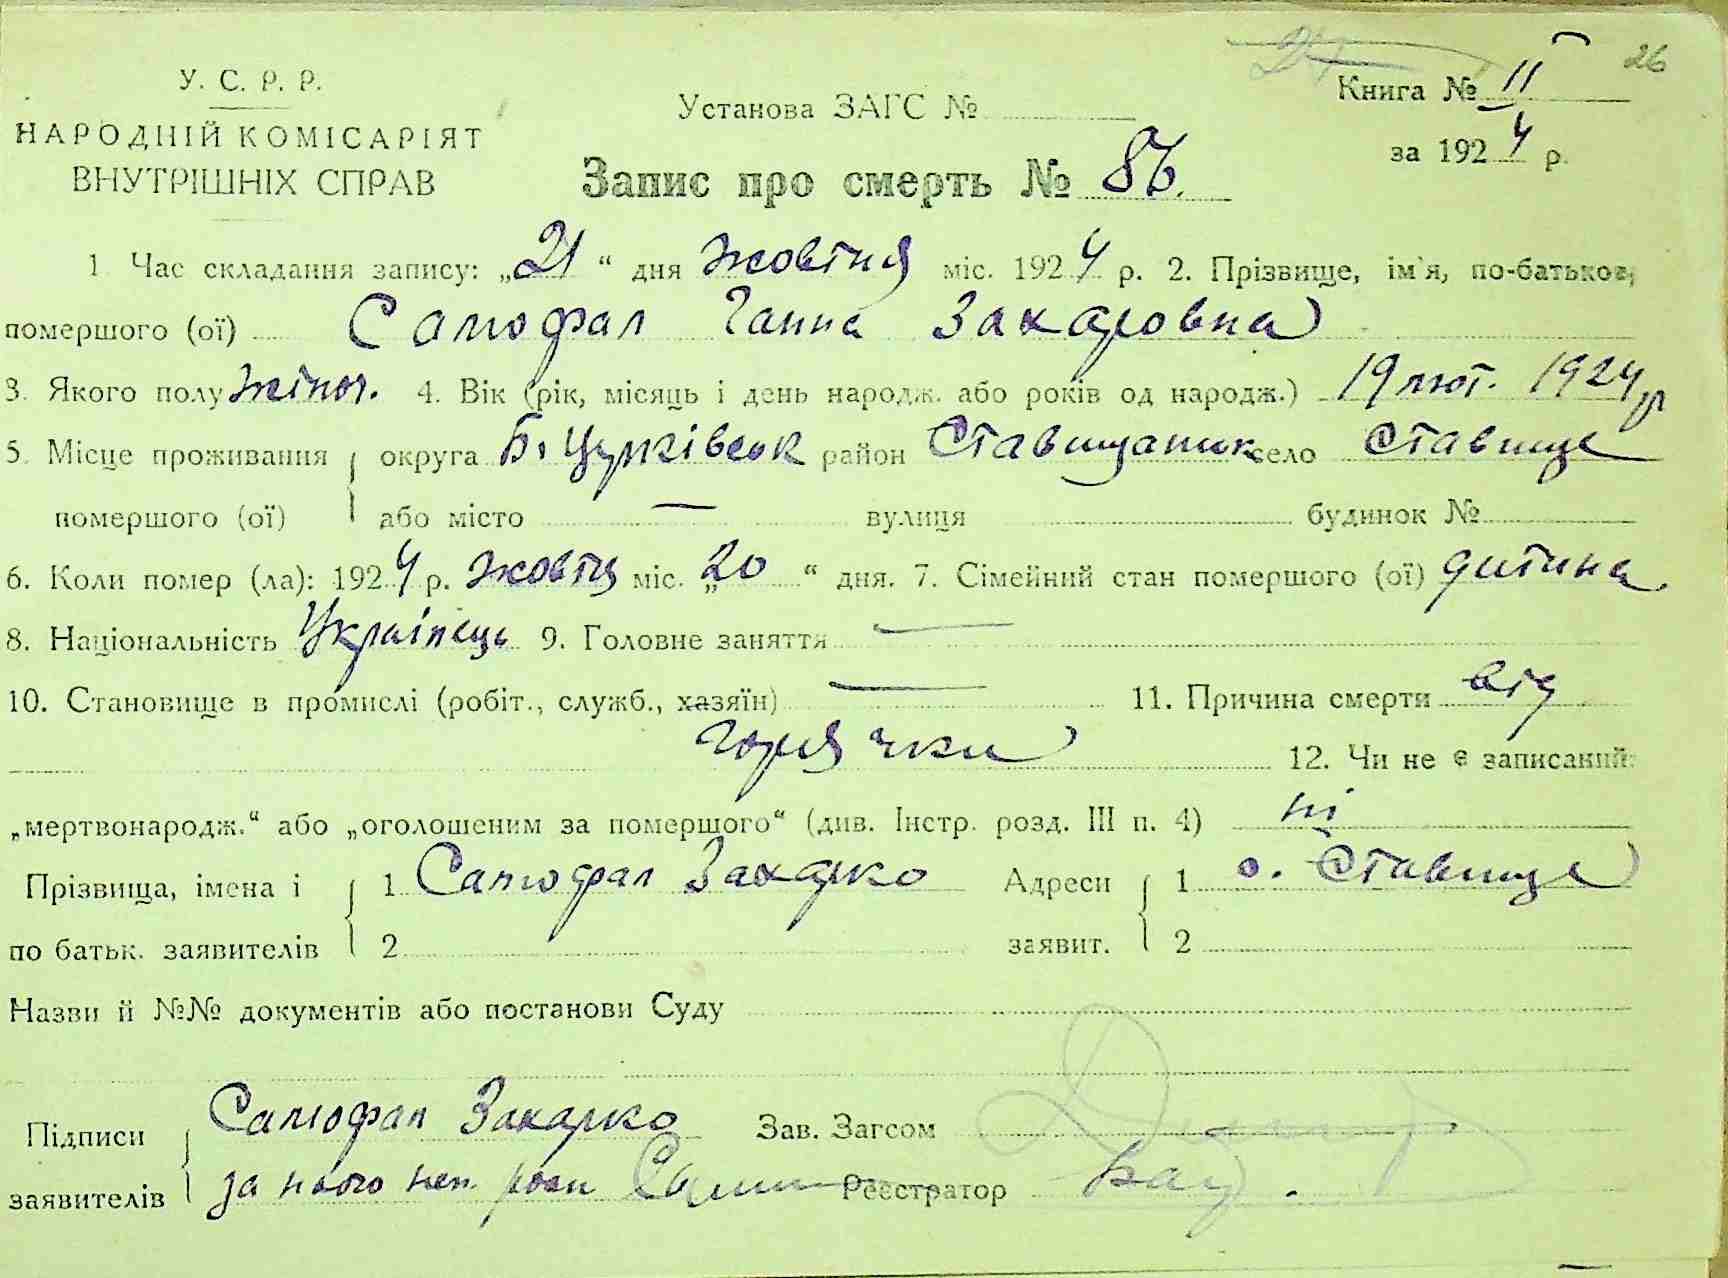 26
У. С. Р. Р.
НАРОДНІЙ КОМІСАРІЯТ
ВНУТРІШНІХ СПРАВ
Установа ЗАГС №
Книга № II
за 1924 р.
Запис про смерть № 86.
1 Час складання запису: „21“ дня жовтня міс. 1924 р. 2. Прізвище, ім'я, по-батькові,
помершого (ої) Самофал Ганна Захаровна
3. Якого полу жіноч. 4. Вік (рік, місяць і день народж. або років од народж.) 19 лют. 1924 р
5. Місце проживання округа Б. Церківськ район Ставищанськ село Ставище
помершого (ої) або місто — вулиця будинок №
6. Коли помер (ла): 1924 р. жовтня міс. „20“ дня. 7. Сімейний стан помершого (ої) дитина
8. Національність Українець 9. Головне заняття —
10. Становище в промислі (робіт., служб., хазяїн) — 11. Причина смерти від
горячки 12. Чи не є записаний:
„мертвонародж.“ або „оголошеним за помершого“ (див. Інстр. розд. III п. 4) ні
Прізвища, імена і 1 Самофал Захарко Адреси 1 с. Ставище
по батьк. заявителів 2 заявит. 2
Назви й №№ документів або постанови Суду
Підписи Самофал Захарко Зав. Загсом
заявителів за нього неп. росп Реєстратор